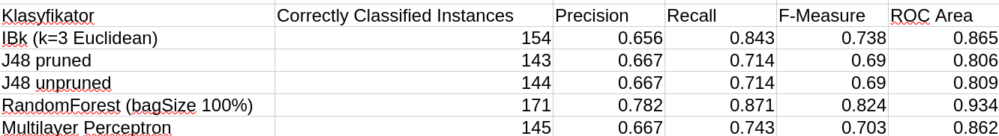 Klasyfikator Correctly Classified Instances Precision Recall F-Measure ROC Area
IBk (k=3 Euclidean) 154 0.656 0.843 0.738 0.865
J48 pruned 143 0.667 0.714 0.69 0.806
J48 unpruned 144 0.667 0.714 0.69 0.809
RandomForest (bagSize 100%) 171 0.782 0.871 0.824 0.934
Multilayer Perceptron 145 0.667 0.743 0.703 0.862